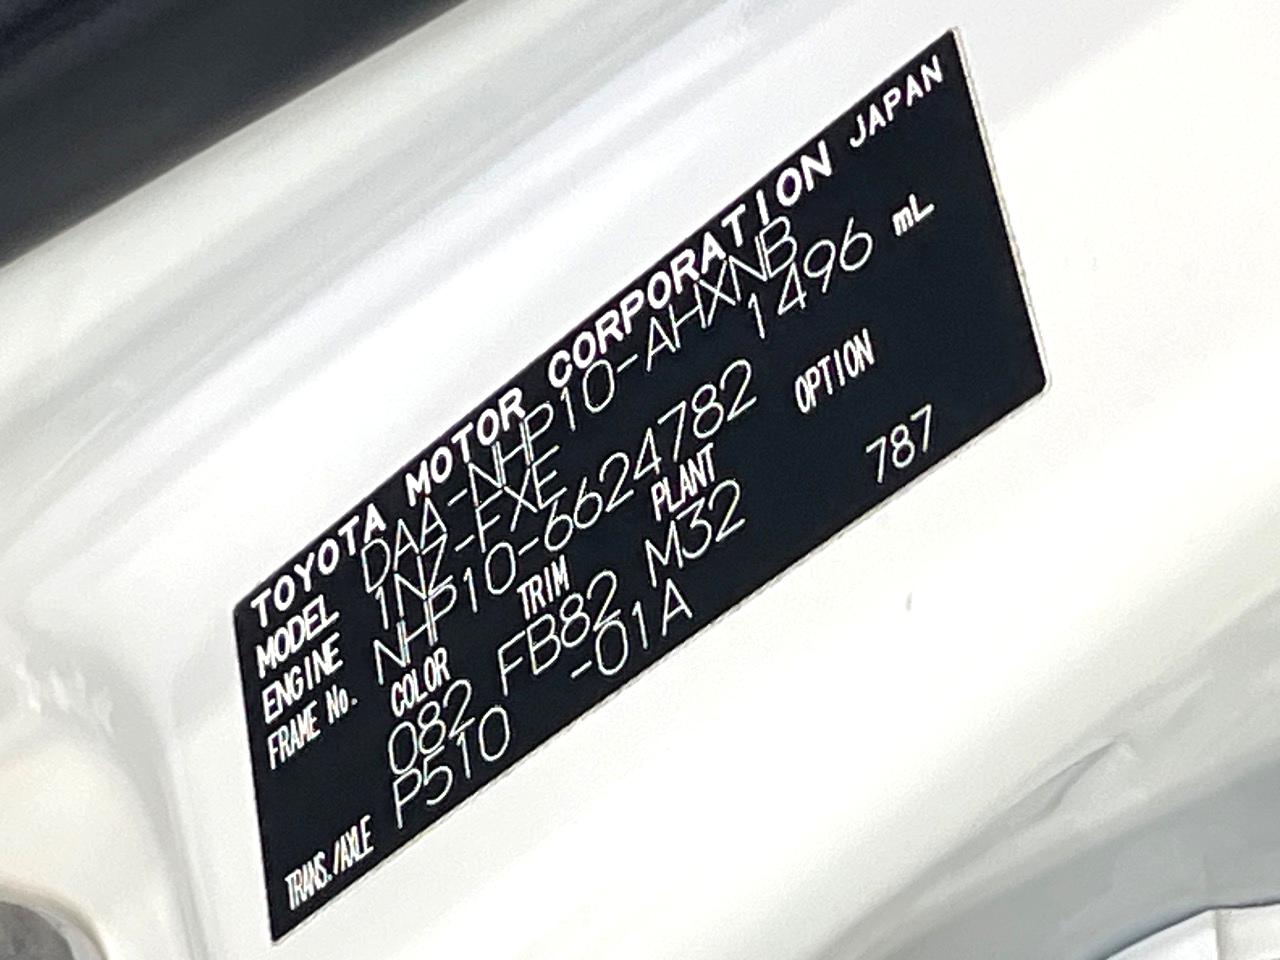 TOYOTA MOTOR CORPORATION JAPAN
MODEL DAA-NHP10-AHXNB
ENGINE 1NZ-FXE 1496 mL
FRAME No. NHP10-6624782
COLOR TRIM PLANT OPTION
082 FB82 M32 787
TRANS./AXLE P510 -01A